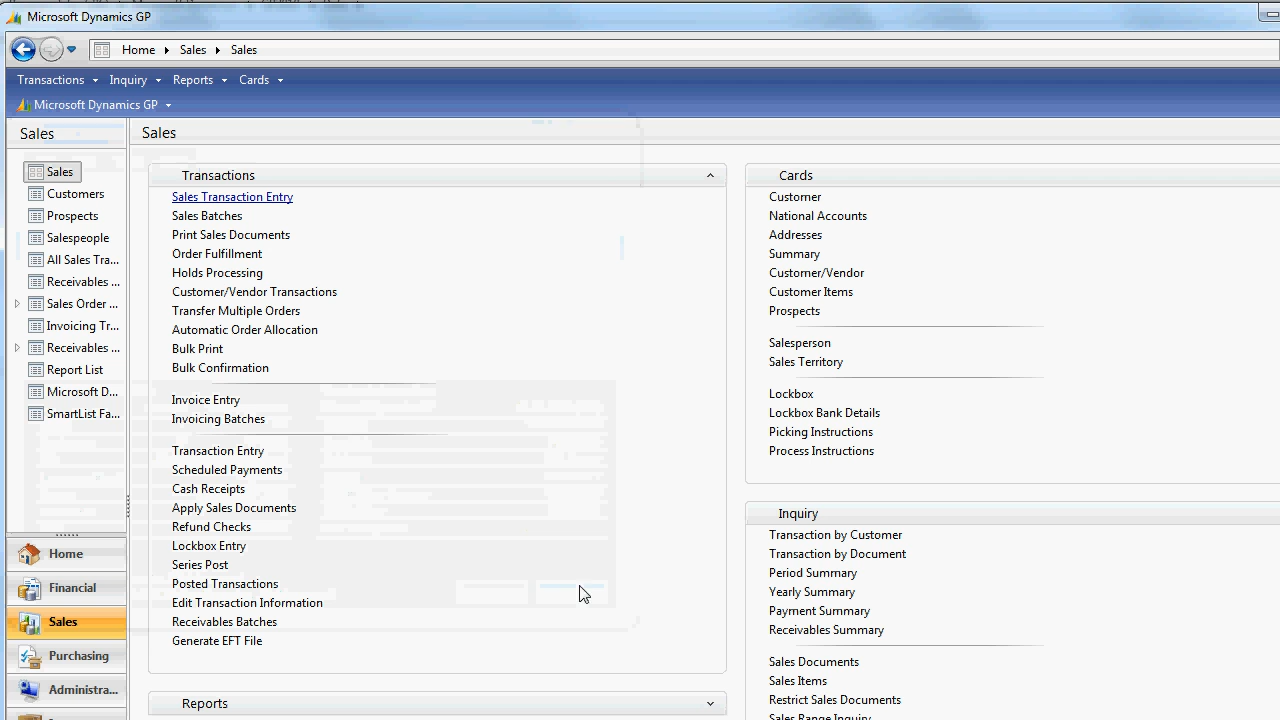 Microsoft Dynamics GP
Home Sales Sales
Transactions Inquiry Reports Cards
Microsoft Dynamics GP
Sales
Sales
Customers
Prospects
Salespeople
All Sales Tra...
Receivables ...
Sales Order ...
Invoicing Tr...
Receivables ...
Report List
Microsoft D...
SmartList Fa...
Home
Financial
Sales
Purchasing
Administra...
Sales
Transactions
Sales Transaction Entry
Sales Batches
Print Sales Documents
Order Fulfillment
Holds Processing
Customer/Vendor Transactions
Transfer Multiple Orders
Automatic Order Allocation
Bulk Print
Bulk Confirmation
Invoice Entry
Invoicing Batches
Transaction Entry
Scheduled Payments
Cash Receipts
Apply Sales Documents
Refund Checks
Lockbox Entry
Series Post
Posted Transactions
Edit Transaction Information
Receivables Batches
Generate EFT File
Reports
Cards
Customer
National Accounts
Addresses
Summary
Customer/Vendor
Customer Items
Prospects
Salesperson
Sales Territory
Lockbox
Lockbox Bank Details
Picking Instructions
Process Instructions
Inquiry
Transaction by Customer
Transaction by Document
Period Summary
Yearly Summary
Payment Summary
Receivables Summary
Sales Documents
Sales Items
Restrict Sales Documents
Sales Range Inquiry